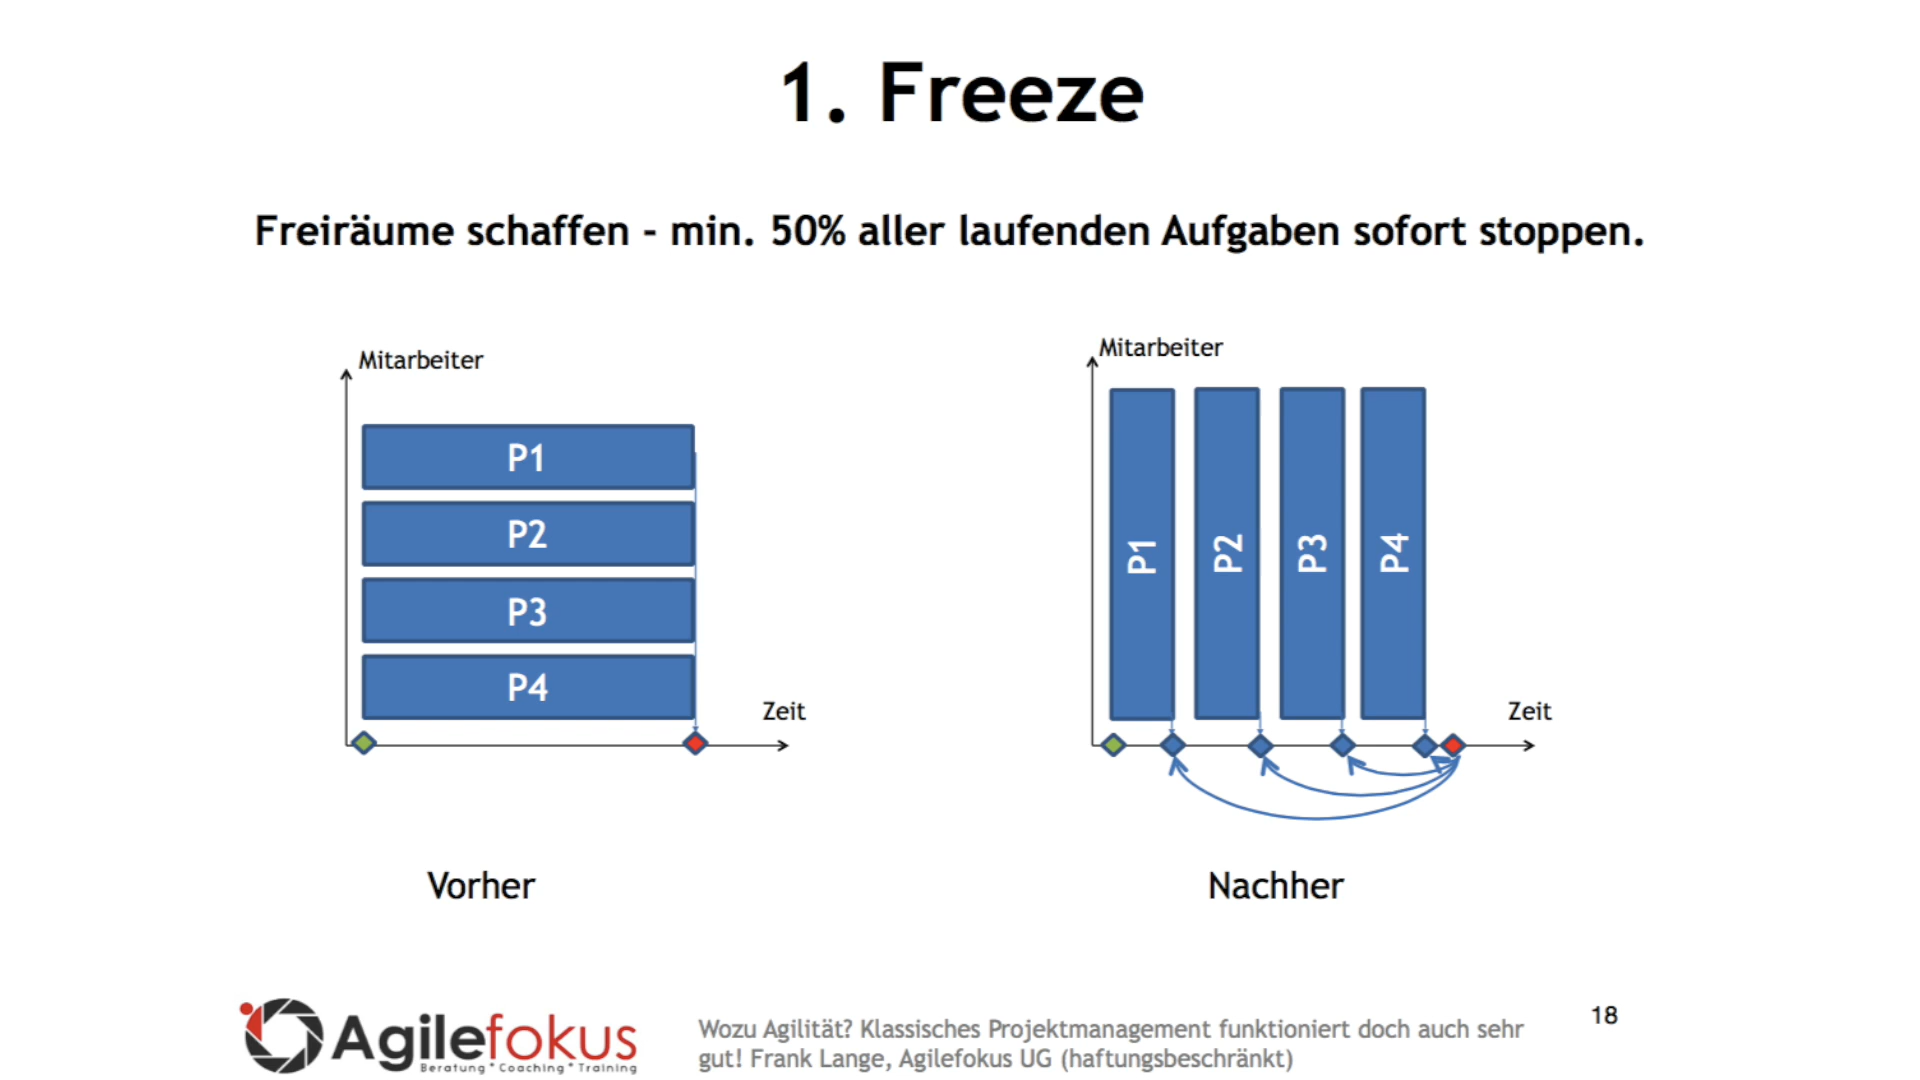 1. Freeze
Freiräume schaffen - min. 50% aller laufenden Aufgaben sofort stoppen.
Mitarbeiter
P1
P2
P3
P4
Zeit
Vorher
Mitarbeiter
P1
P2
P3
P4
Zeit
Nachher
Agilefokus
Beratung * Coaching * Training
Wozu Agilität? Klassisches Projektmanagement funktioniert doch auch sehr
gut! Frank Lange, Agilefokus UG (haftungsbeschränkt)
18